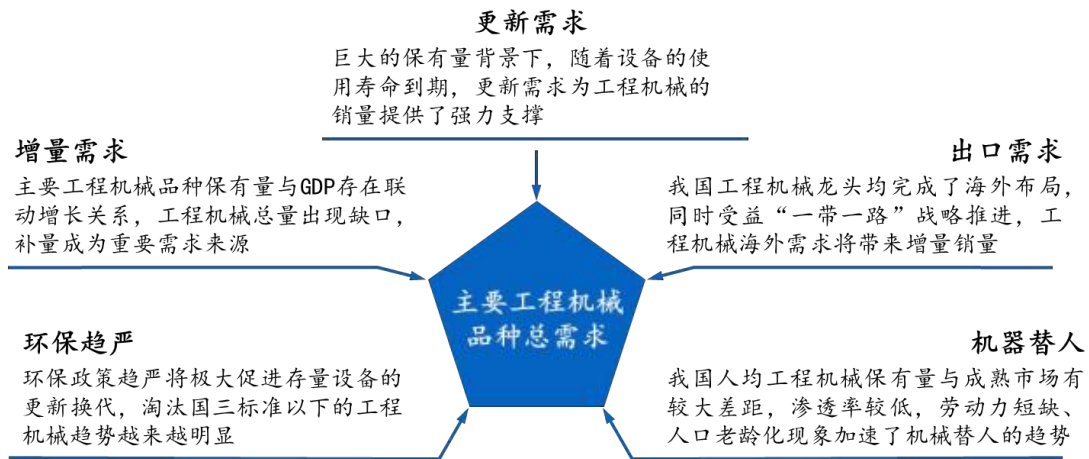 更新需求
巨大的保有量背景下，随着设备的使
用寿命到期，更新需求为工程机械的
销量提供了强力支撑
增量需求
主要工程机械品种保有量与GDP存在联
动增长关系，工程机械总量出现缺口，
补量成为重要需求来源
出口需求
我国工程机械龙头均完成了海外布局，
同时受益“一带一路”战略推进，工
程机械海外需求将带来增量销量
主要工程机械
品种总需求
环保趋严
环保政策趋严将极大促进存量设备的
更新换代，淘汰国三标准以下的工程
机械趋势越来越明显
机器替人
我国人均工程机械保有量与成熟市场有
较大差距，渗透率较低，劳动力短缺、
人口老龄化现象加速了机械替人的趋势